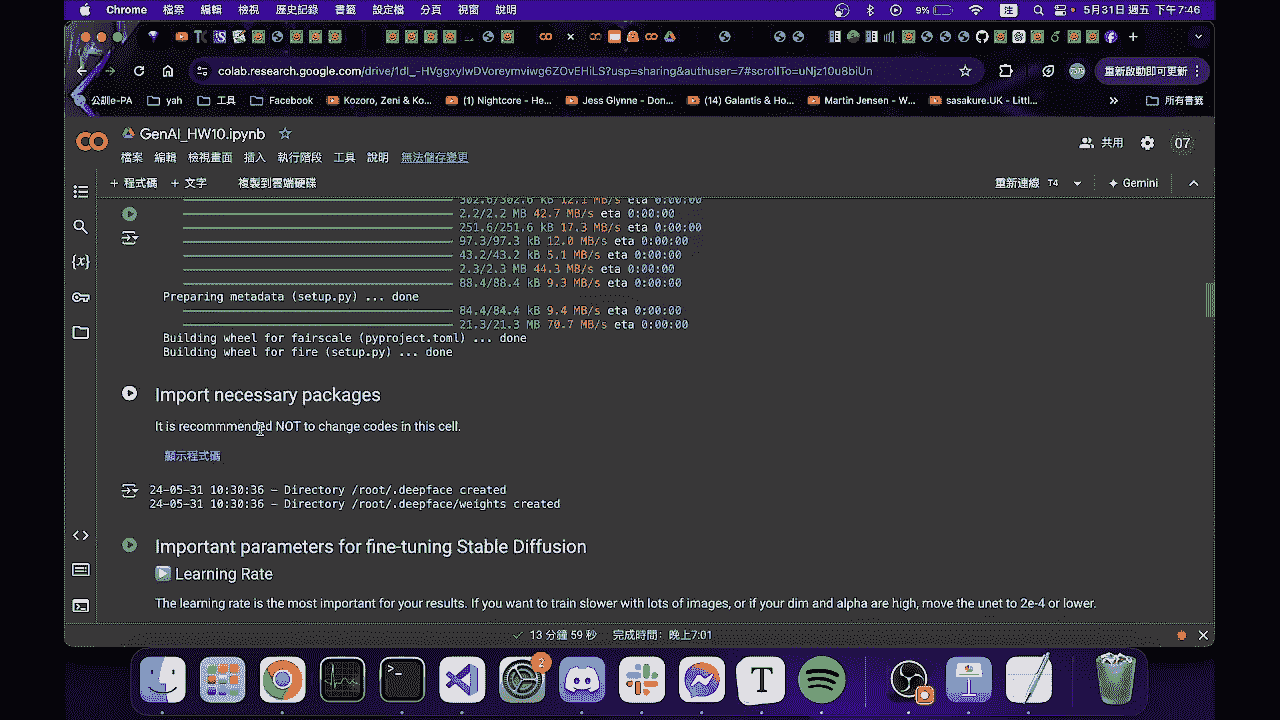 Chrome 檔案 編輯 檢視 歷史記錄 書籤 設定檔 分頁 視窗 說明 9% 注 5月31日 週五 下午7:46
colab.research.google.com/drive/1dl_-HVggxylwDVoreymviwg6ZOvEHiLS?usp=sharing&authuser=7#scrollTo=uNjz10u8biUn 重新啟動即可更新
公訓e-PA yah 工具 Facebook Kozoro, Zeni & Ko... (1) Nightcore - He... Jess Glynne - Don... (14) Galantis & Ho... Martin Jensen - W... sasakure.UK - Littl... » 所有書籤
GenAI_HW10.ipynb
共用 07
檔案 編輯 檢視畫面 插入 執行階段 工具 說明 無法儲存變更
+ 程式碼 + 文字 複製到雲端硬碟 重新連線 T4 Gemini
302.6/302.6 kB 12.1 MB/s eta 0:00:00
2.2/2.2 MB 42.7 MB/s eta 0:00:00
251.6/251.6 kB 17.3 MB/s eta 0:00:00
97.3/97.3 kB 12.0 MB/s eta 0:00:00
43.2/43.2 kB 5.1 MB/s eta 0:00:00
2.3/2.3 MB 44.3 MB/s eta 0:00:00
88.4/88.4 kB 9.3 MB/s eta 0:00:00
Preparing metadata (setup.py) ... done
84.4/84.4 kB 9.4 MB/s eta 0:00:00
21.3/21.3 MB 70.7 MB/s eta 0:00:00
Building wheel for fairscale (pyproject.toml) ... done
Building wheel for fire (setup.py) ... done
Import necessary packages
It is recommmended NOT to change codes in this cell.
顯示程式碼
24-05-31 10:30:36 - Directory /root/.deepface created
24-05-31 10:30:36 - Directory /root/.deepface/weights created
Important parameters for fine-tuning Stable Diffusion
Learning Rate
The learning rate is the most important for your results. If you want to train slower with lots of images, or if your dim and alpha are high, move the unet to 2e-4 or lower.
13 分鐘 59 秒 完成時間: 晚上7:01
2
T